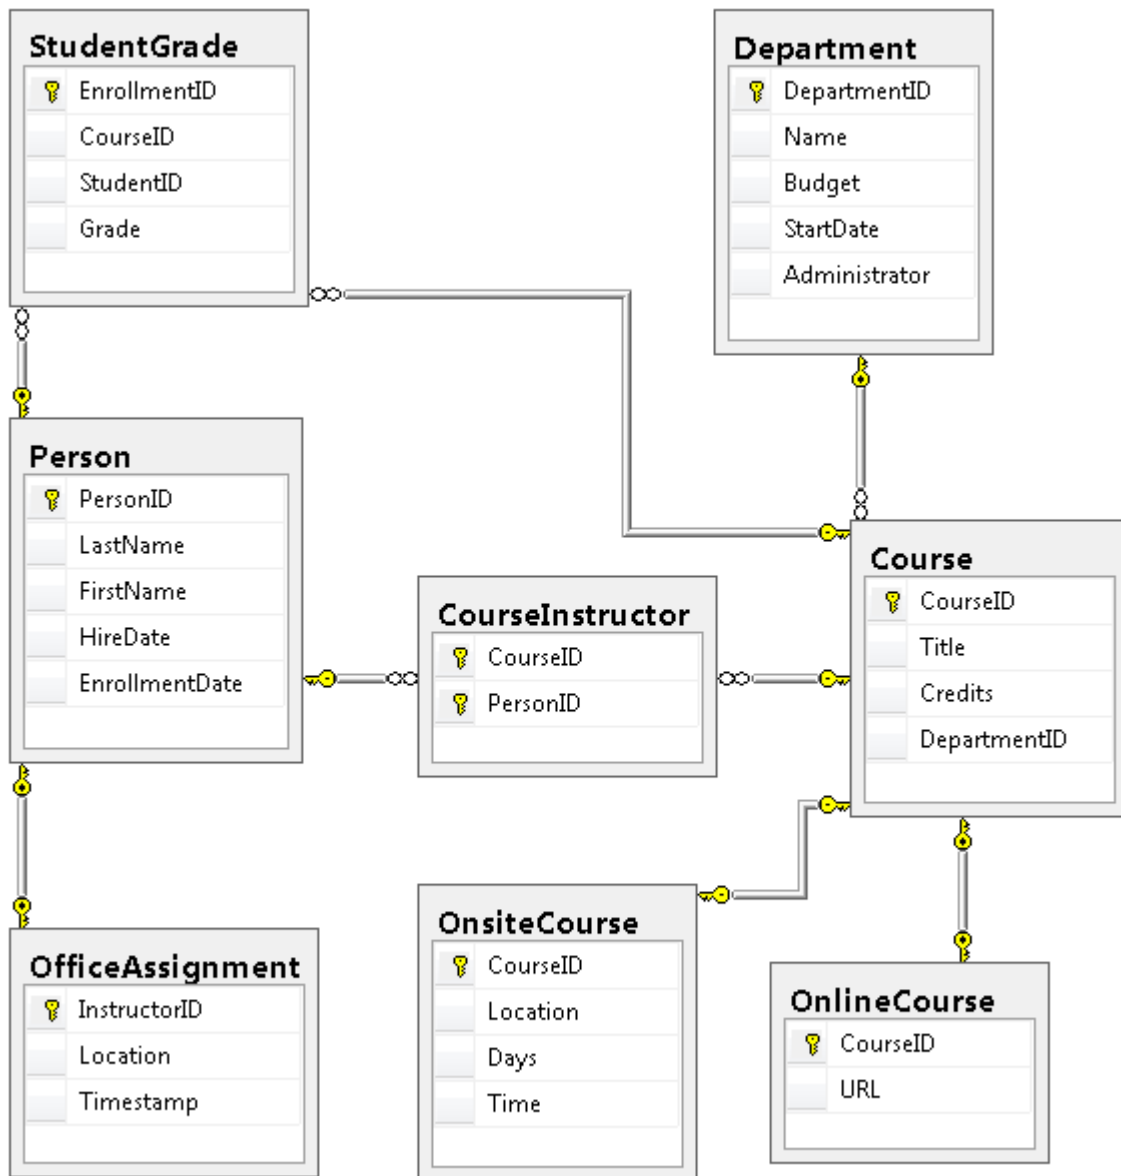 StudentGrade
EnrollmentID
CourseID
StudentID
Grade
Department
DepartmentID
Name
Budget
StartDate
Administrator
Person
PersonID
LastName
FirstName
HireDate
EnrollmentDate
CourseInstructor
CourseID
PersonID
Course
CourseID
Title
Credits
DepartmentID
OfficeAssignment
InstructorID
Location
Timestamp
OnsiteCourse
CourseID
Location
Days
Time
OnlineCourse
CourseID
URL